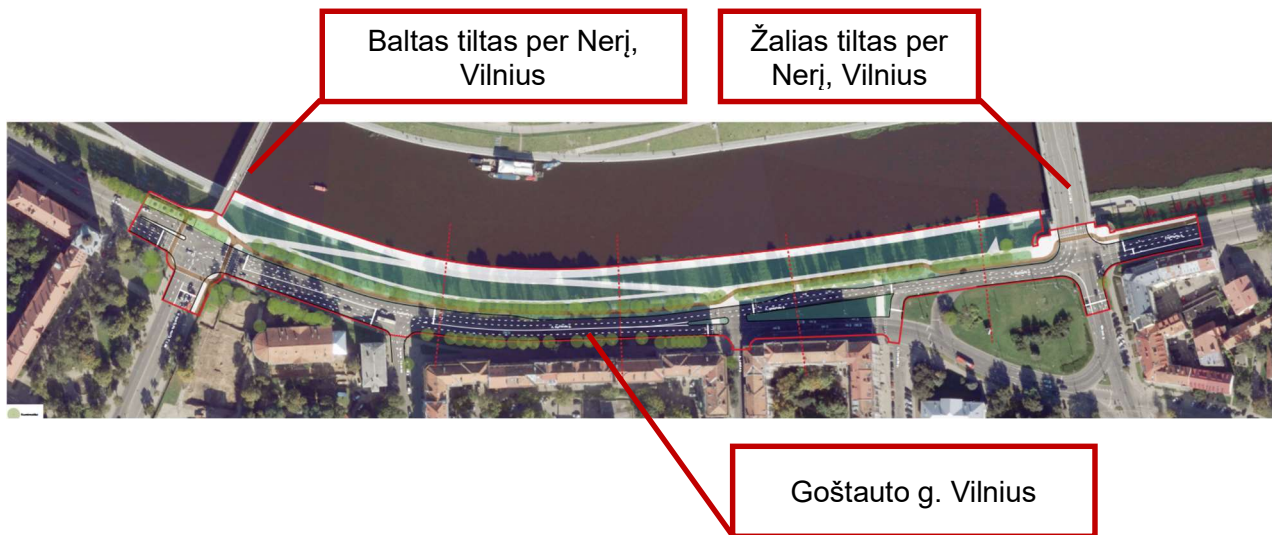 Baltas tiltas per Nerį,
Vilnius
Žalias tiltas per
Nerį, Vilnius
Goštauto g. Vilnius